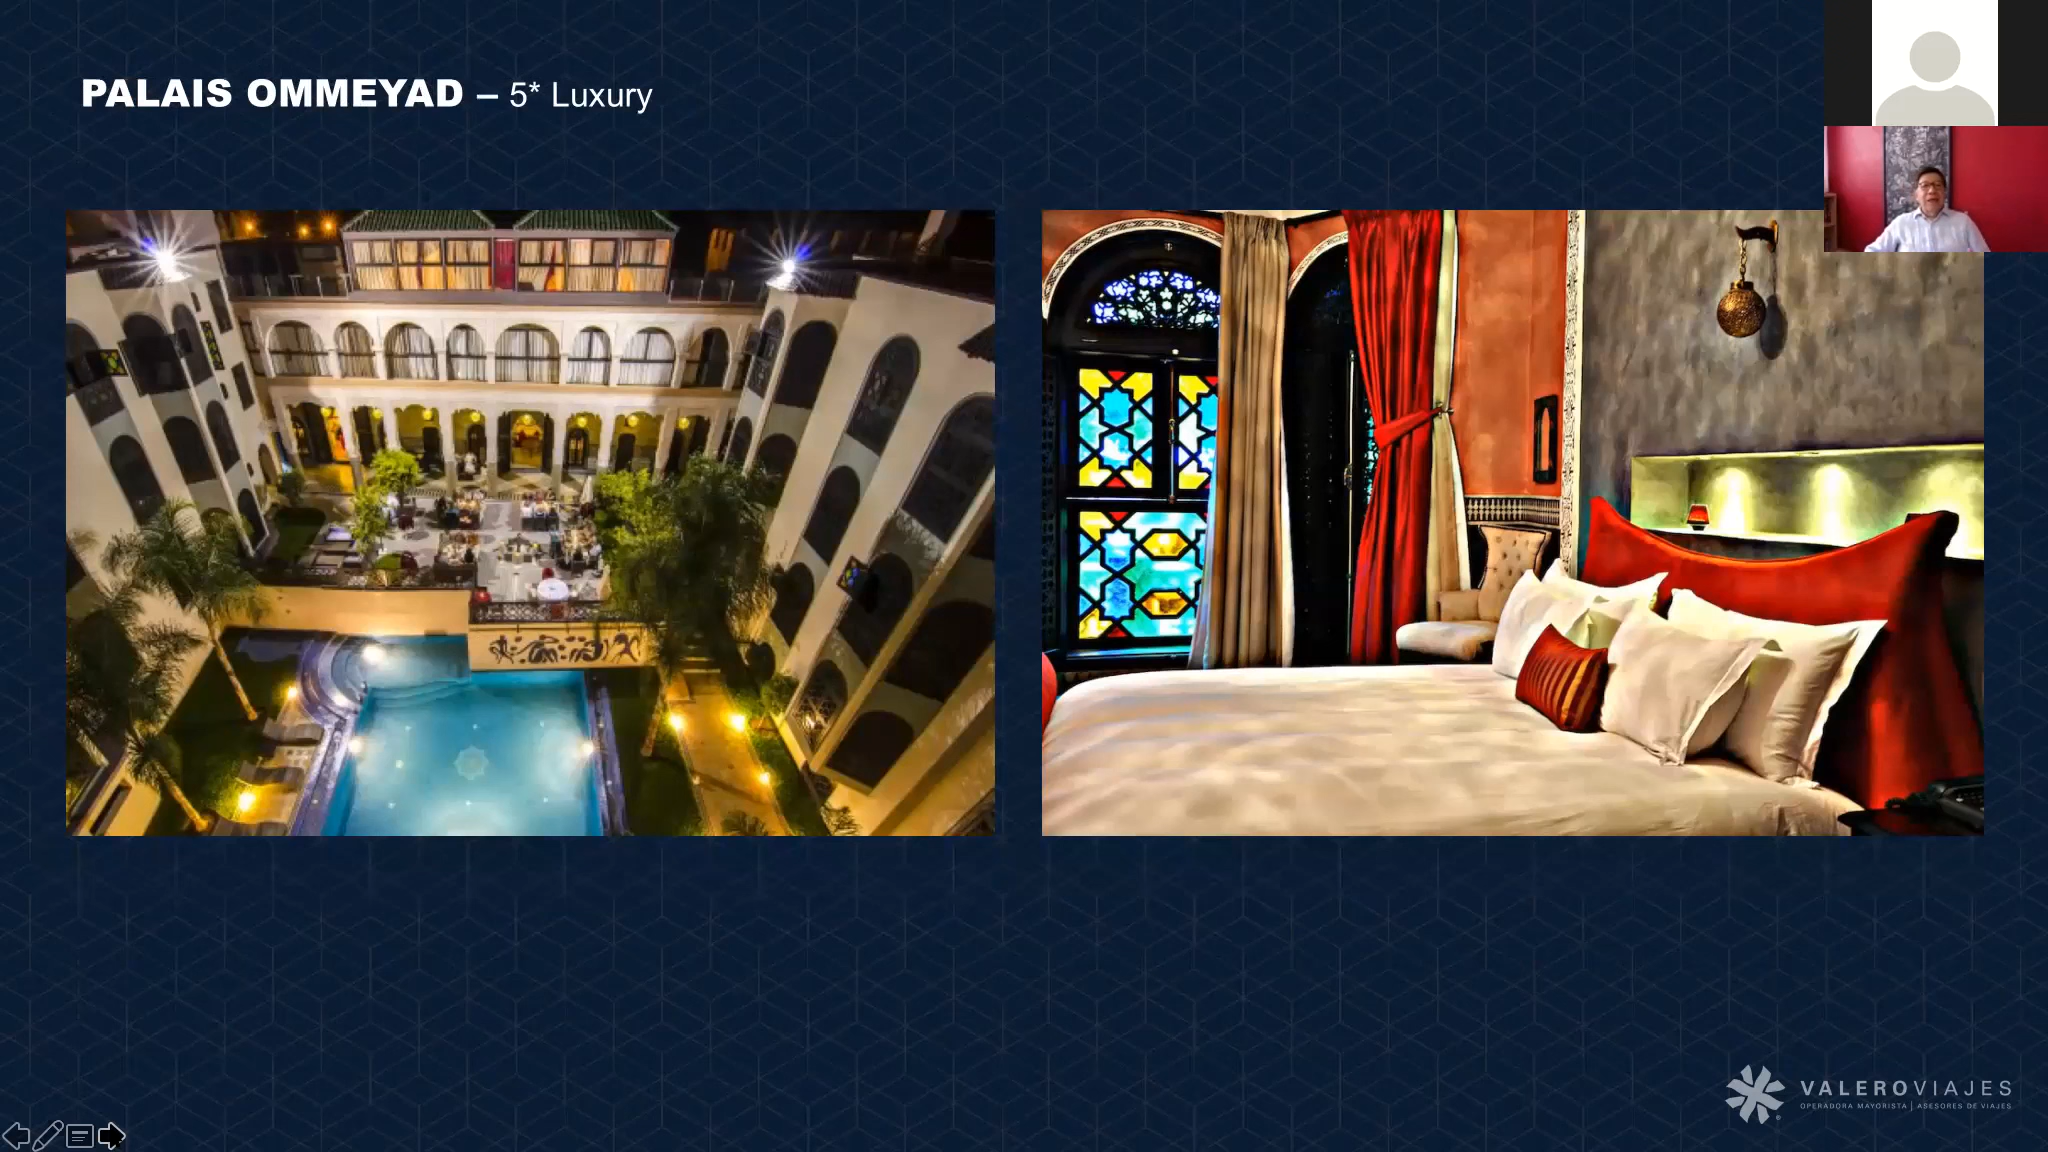 PALAIS OMMEYAD – 5* Luxury
VALEROVIAJES
OPERADORA MAYORISTA | ASESORES DE VIAJES